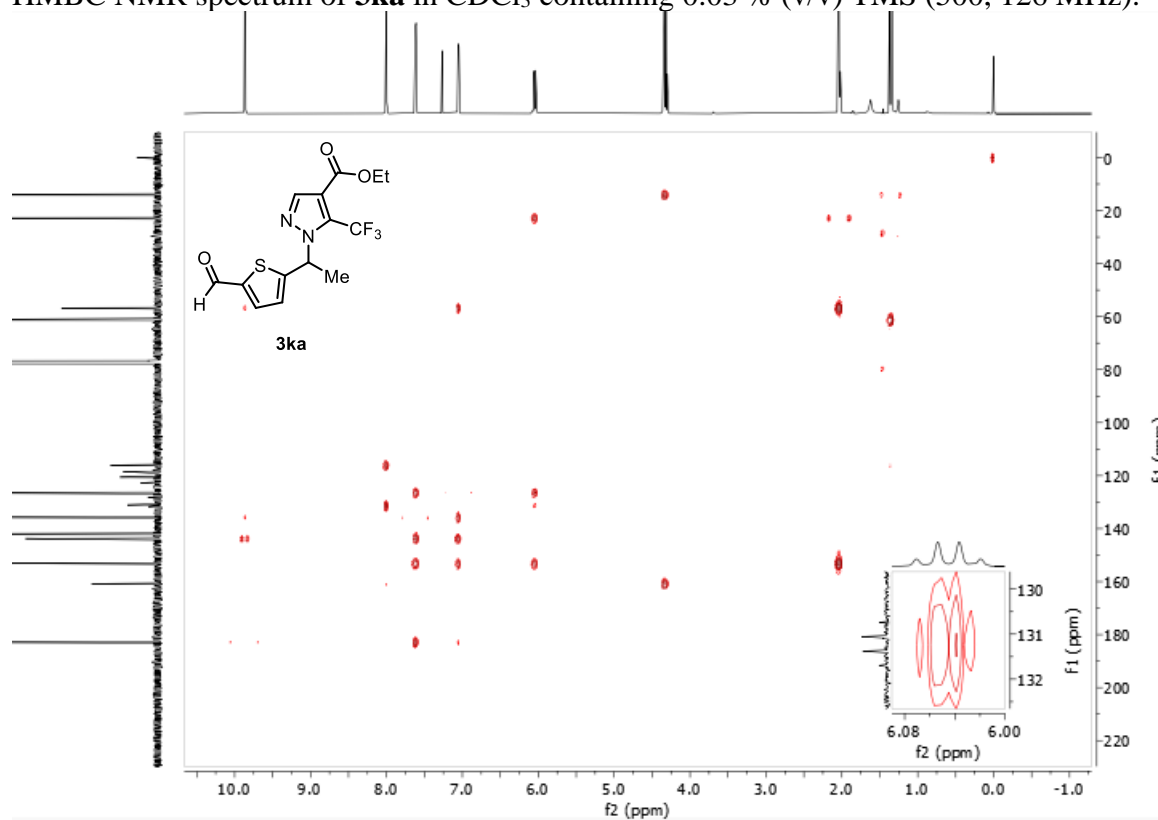 HMBC NMR spectrum of 3ka in CDCl3 containing 0.03 % (v/v) TMS (500, 126 MHz).
O
OEt
N
N
CF3
O
S
Me
H
3ka
0
20
40
60
80
100
120
140
160
180
200
220
f1 (ppm)
130
131
132
f1 (ppm)
6.08 6.00
f2 (ppm)
10.0 9.0 8.0 7.0 6.0 5.0 4.0 3.0 2.0 1.0 0.0 -1.0
f2 (ppm)